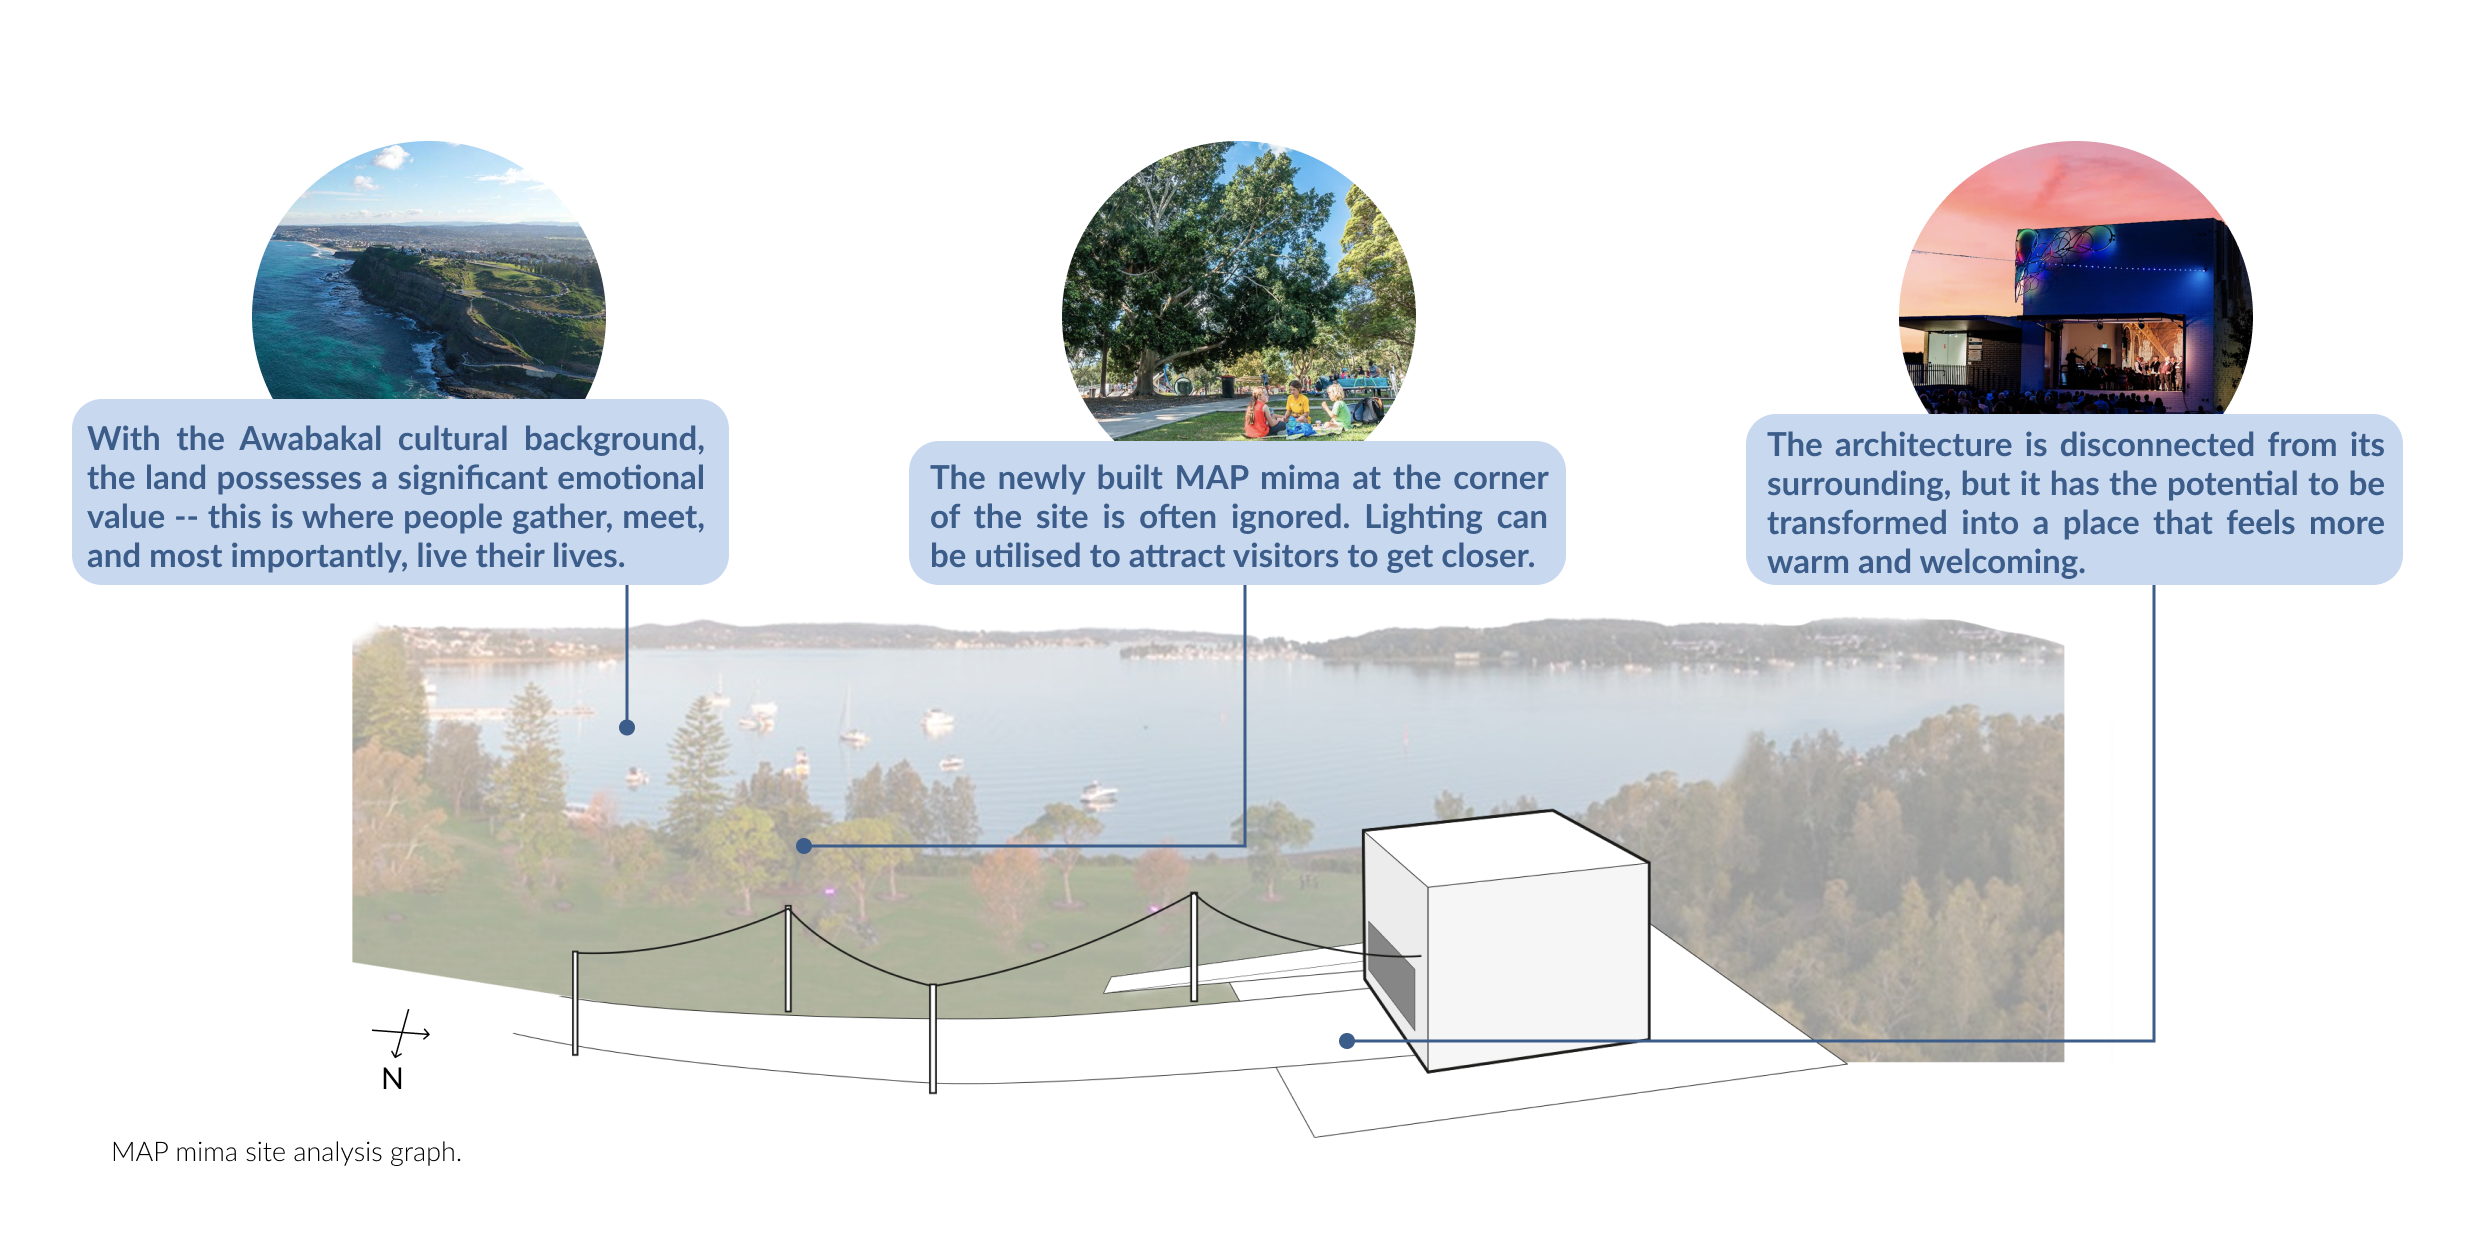 With the Awabakal cultural background,
the land possesses a significant emotional
value -- this is where people gather, meet,
and most importantly, live their lives.
The newly built MAP mima at the corner
of the site is often ignored. Lighting can
be utilised to attract visitors to get closer.
The architecture is disconnected from its
surrounding, but it has the potential to be
transformed into a place that feels more
warm and welcoming.
N
MAP mima site analysis graph.